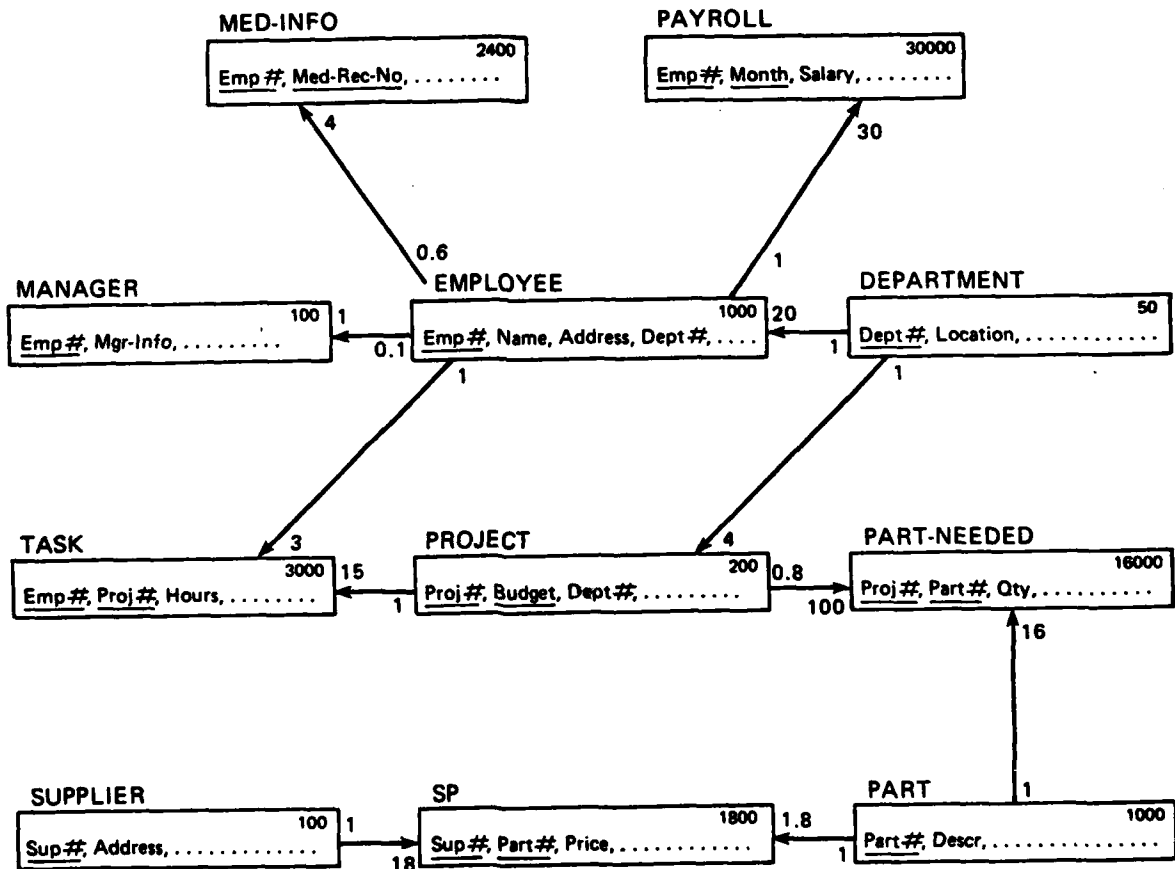 MED-INFO
2400
Emp#, Med-Rec-No, . . . . . . . .
PAYROLL
30000
Emp#, Month, Salary, . . . . . . . .
4
30
0.6
1
MANAGER
100
Emp#, Mgr-Info, . . . . . . . . .
1
0.1
EMPLOYEE
1000
Emp#, Name, Address, Dept#, . . . .
20
1
DEPARTMENT
50
Dept#, Location, . . . . . . . . . . . .
1
1
3
4
TASK
3000
Emp#, Proj#, Hours, . . . . . . . .
15
1
PROJECT
200
Proj#, Budget, Dept#, . . . . . . . . .
0.8
100
PART-NEEDED
16000
Proj#, Part#, Qty, . . . . . . . . . .
16
1
SUPPLIER
100
Sup#, Address, . . . . . . . . . . . . .
1
18
SP
1800
Sup#, Part#, Price, . . . . . . . . . . . .
1.8
1
PART
1000
Part#, Descr, . . . . . . . . . . . . . . .